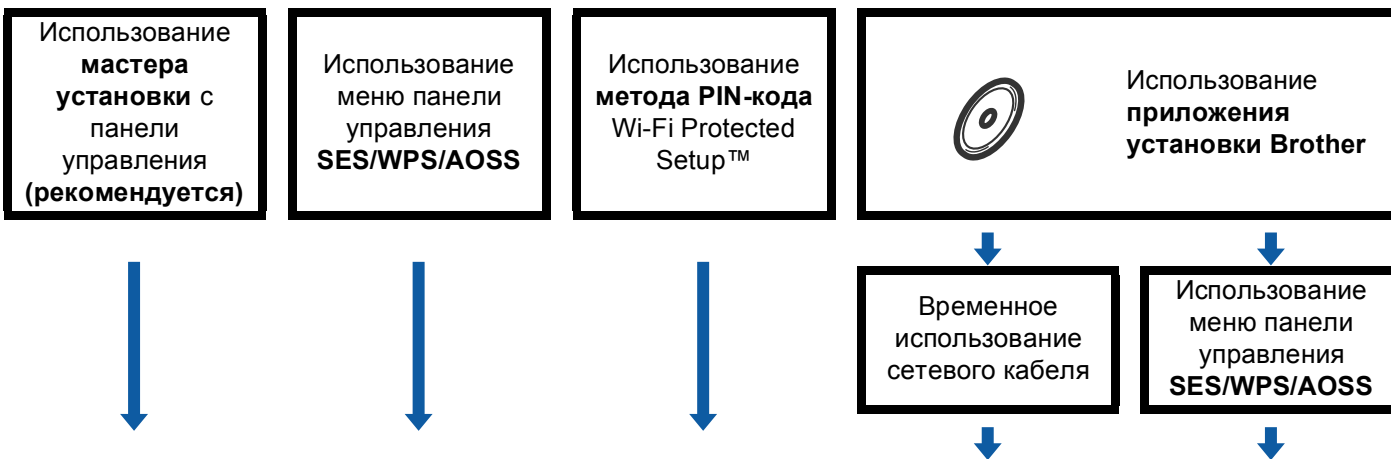 Использование
мастера
установки с
панели
управления
(рекомендуется)
Использование
меню панели
управления
SES/WPS/AOSS
Использование
метода PIN-кода
Wi-Fi Protected
Setup™
Использование
приложения
установки Brother
Временное
использование
сетевого кабеля
Использование
меню панели
управления
SES/WPS/AOSS